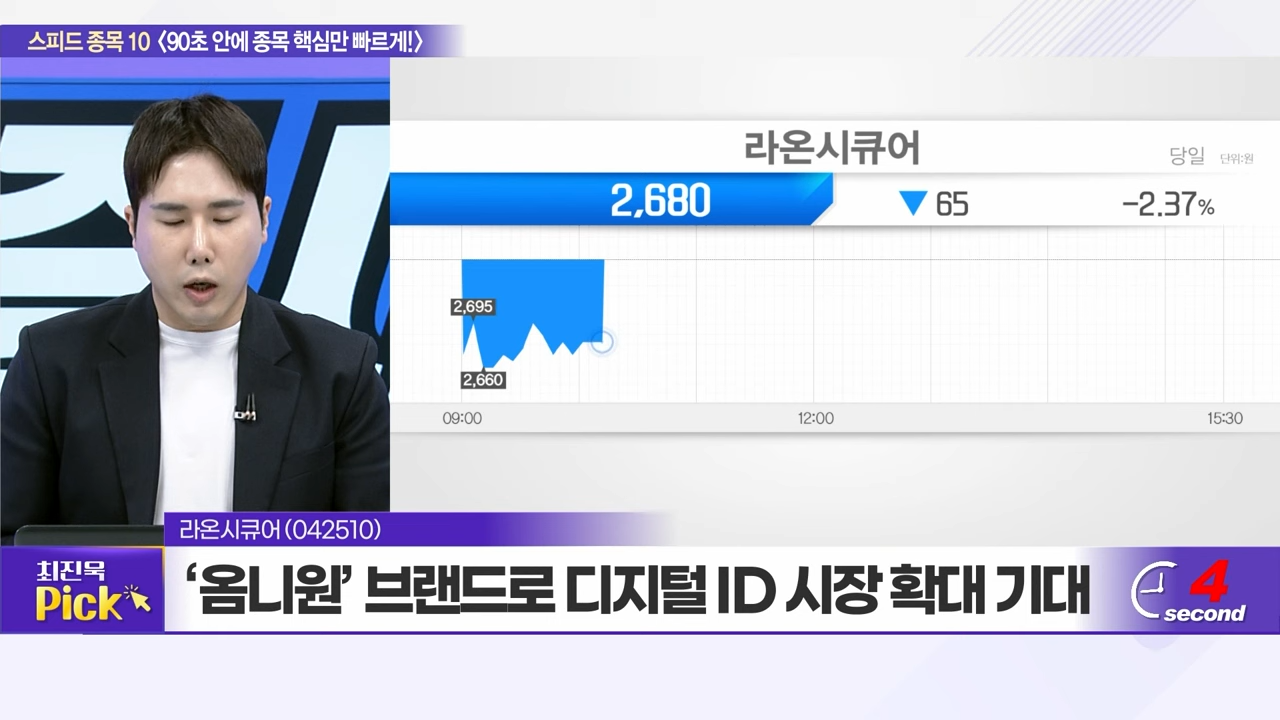 스피드 종목 10 〈90초 안에 종목 핵심만 빠르게!〉
라온시큐어
당일 단위:원
2,680 ▼ 65 -2.37%
2,695
2,660
09:00 12:00 15:30
라온시큐어(042510)
최진욱
Pick
‘옴니원’ 브랜드로 디지털 ID 시장 확대 기대
4
second